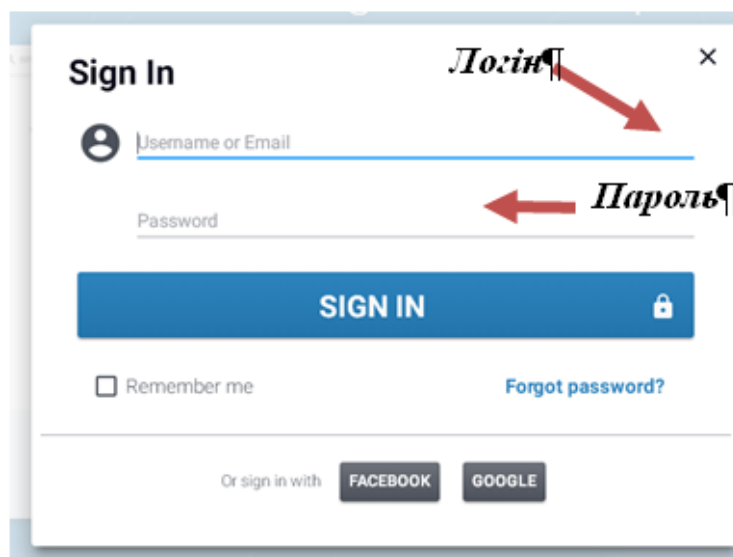 Логін¶
Sign In
Username or Email
Пароль¶
Password
SIGN IN
Remember me
Forgot password?
Or sign in with
FACEBOOK
GOOGLE